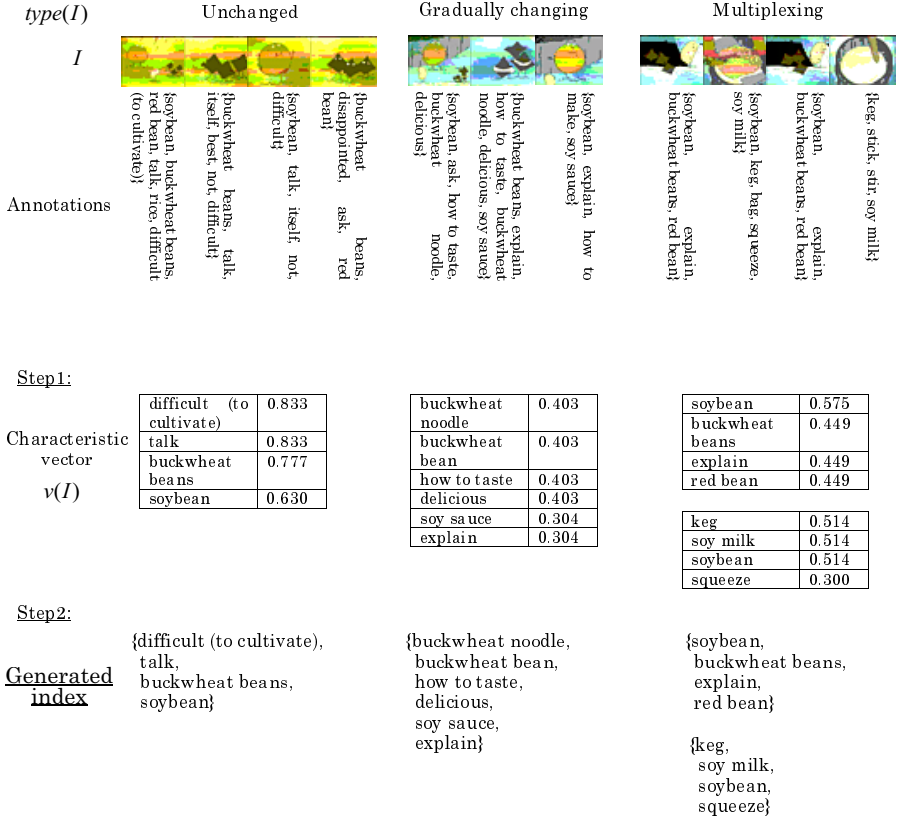 type(I)
Unchanged
Gradually changing
Multiplexing
I
Annotations
{soybean, buckwheat beans,
red bean, talk, rice, difficult
(to cultivate)}
{buckwheat beans, talk,
itself, best, not, difficult}
{soybean, talk, itself, not,
difficult}
{buckwheat beans,
disappointed, ask, red
bean}
{soybean, ask, how to taste,
buckwheat noodle,
delicious}
{buckwheat beans, explain,
how to taste, buckwheat
noodle, delicious, soy sauce}
{soybean, explain, how to
make, soy sauce}
{soybean, explain,
buckwheat beans, red bean}
{soybean, keg, bag, squeeze,
soy milk}
{soybean, explain,
buckwheat beans, red bean}
{keg, stick, stir, soy milk}
Step1:
Characteristic
vector
v(I)
difficult (to 0.833
cultivate)
talk 0.833
buckwheat 0.777
beans
soybean 0.630
buckwheat 0.403
noodle
buckwheat 0.403
bean
how to taste 0.403
delicious 0.403
soy sauce 0.304
explain 0.304
soybean 0.575
buckwheat 0.449
beans
explain 0.449
red bean 0.449
keg 0.514
soy milk 0.514
soybean 0.514
squeeze 0.300
Step2:
Generated
index
{difficult (to cultivate),
talk,
buckwheat beans,
soybean}
{buckwheat noodle,
buckwheat bean,
how to taste,
delicious,
soy sauce,
explain}
{soybean,
buckwheat beans,
explain,
red bean}
{keg,
soy milk,
soybean,
squeeze}